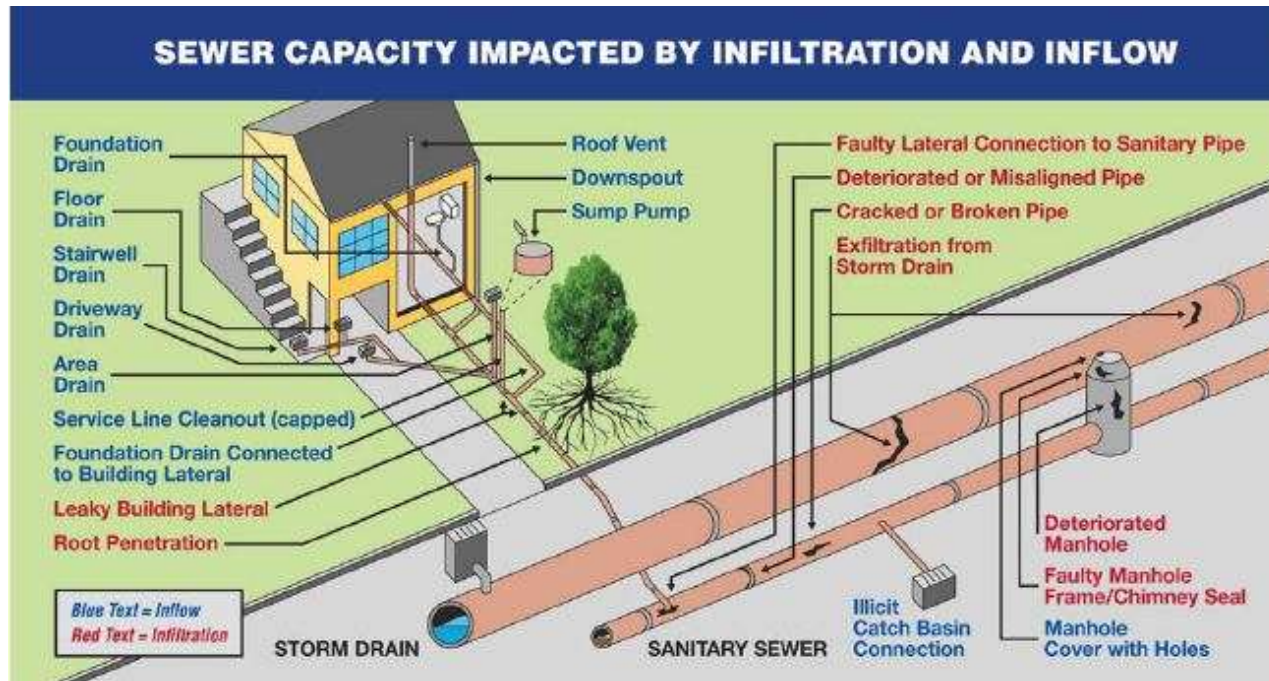 SEWER CAPACITY IMPACTED BY INFILTRATION AND INFLOW
Foundation
Drain
Floor
Drain
Stairwell
Drain
Driveway
Drain
Area
Drain
Service Line Cleanout (capped)
Foundation Drain Connected
to Building Lateral
Leaky Building Lateral
Root Penetration
Roof Vent
Downspout
Sump Pump
Faulty Lateral Connection to Sanitary Pipe
Deteriorated or Misaligned Pipe
Cracked or Broken Pipe
Exfiltration from
Storm Drain
Deteriorated
Manhole
Faulty Manhole
Frame/Chimney Seal
Manhole
Cover with Holes
Illicit
Catch Basin
Connection
Blue Text = Inflow
Red Text = Infiltration
STORM DRAIN
SANITARY SEWER